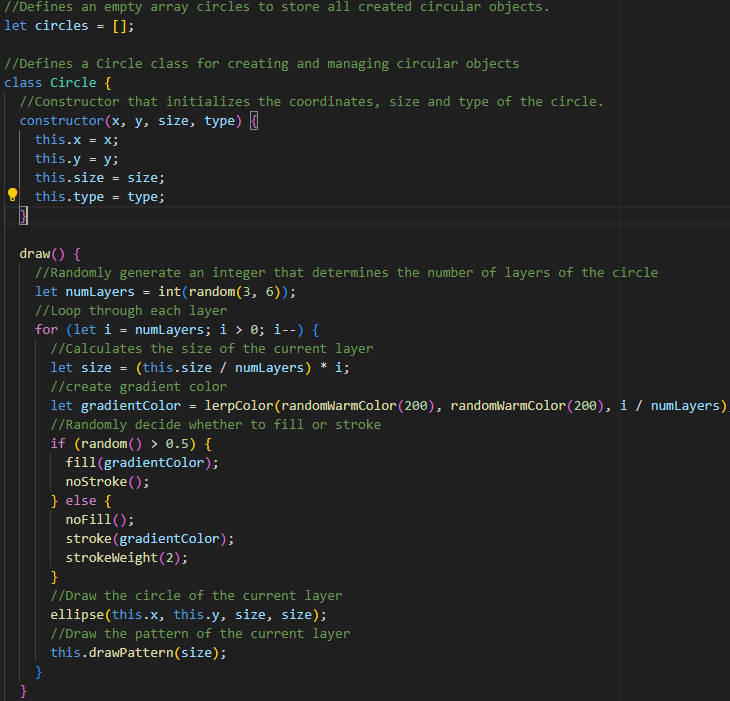 //Defines an empty array circles to store all created circular objects.
let circles = [];

//Defines a Circle class for creating and managing circular objects
class Circle {
  //Constructor that initializes the coordinates, size and type of the circle.
  constructor(x, y, size, type) {
    this.x = x;
    this.y = y;
    this.size = size;
    this.type = type;
  }

  draw() {
    //Randomly generate an integer that determines the number of layers of the circle
    let numLayers = int(random(3, 6));
    //Loop through each layer
    for (let i = numLayers; i > 0; i--) {
      //Calculates the size of the current layer
      let size = (this.size / numLayers) * i;
      //create gradient color
      let gradientColor = lerpColor(randomWarmColor(200), randomWarmColor(200), i / numLayers)
      //Randomly decide whether to fill or stroke
      if (random() > 0.5) {
        fill(gradientColor);
        noStroke();
      } else {
        noFill();
        stroke(gradientColor);
        strokeWeight(2);
      }
      //Draw the circle of the current layer
      ellipse(this.x, this.y, size, size);
      //Draw the pattern of the current layer
      this.drawPattern(size);
    }
  }